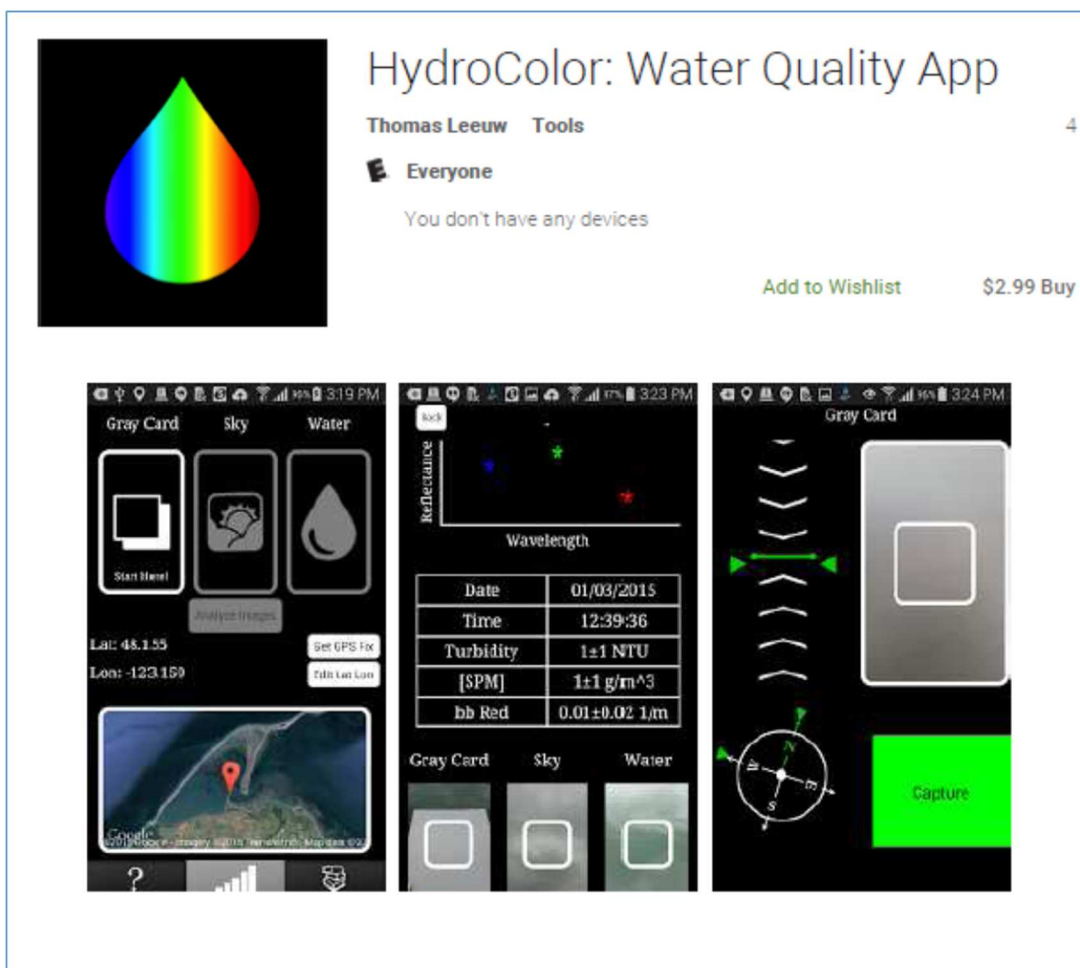 HydroColor: Water Quality App
Thomas Leeuw Tools
4
Everyone
You don't have any devices
Add to Wishlist $2.99 Buy
3:19 PM
Gray Card Sky Water
Start Here!
Analyze Images
Lat: 48.155
Get GPS Fix
Lon: -123.159
Edit Lat Lon
Google
?
97% 3:23 PM
Back
Reflectance
Wavelength
Date 01/03/2015
Time 12:39:36
Turbidity 1±1 NTU
[SPM] 1±1 g/m^3
bb Red 0.01±0.02 1/m
Gray Card Sky Water
96% 3:24 PM
Gray Card
N
W
E
S
Capture